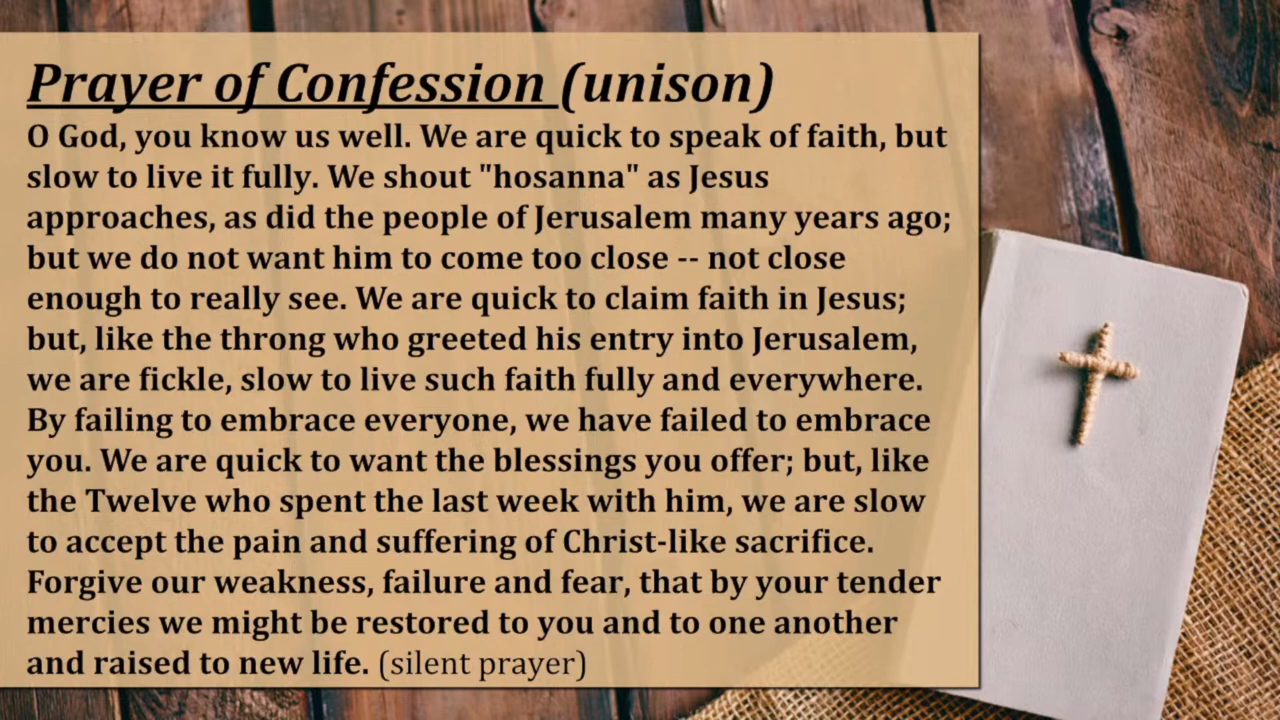 Prayer of Confession (unison)
O God, you know us well. We are quick to speak of faith, but
slow to live it fully. We shout "hosanna" as Jesus
approaches, as did the people of Jerusalem many years ago;
but we do not want him to come too close -- not close
enough to really see. We are quick to claim faith in Jesus;
but, like the throng who greeted his entry into Jerusalem,
we are fickle, slow to live such faith fully and everywhere.
By failing to embrace everyone, we have failed to embrace
you. We are quick to want the blessings you offer; but, like
the Twelve who spent the last week with him, we are slow
to accept the pain and suffering of Christ-like sacrifice.
Forgive our weakness, failure and fear, that by your tender
mercies we might be restored to you and to one another
and raised to new life. (silent prayer)